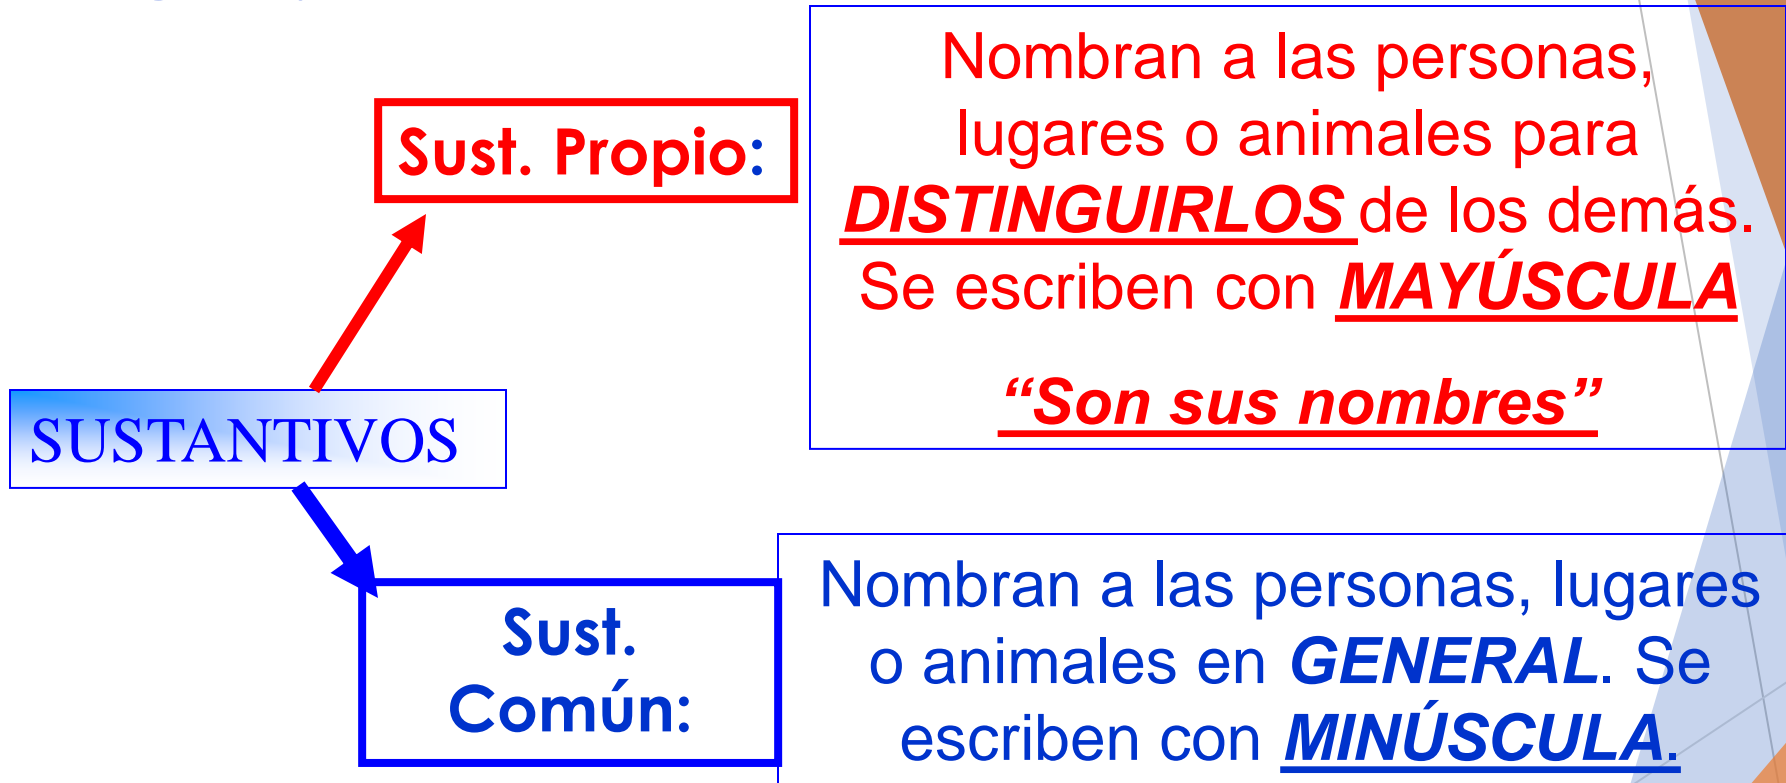 Sust. Propio:
Nombran a las personas,
lugares o animales para
DISTINGUIRLOS de los demás.
Se escriben con MAYÚSCULA
“Son sus nombres”
SUSTANTIVOS
Sust.
Común:
Nombran a las personas, lugares
o animales en GENERAL. Se
escriben con MINÚSCULA.